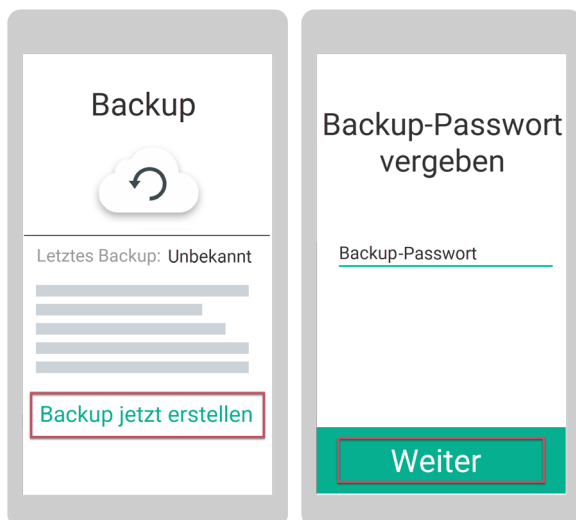 Backup
Letztes Backup: Unbekannt
Backup jetzt erstellen
Backup-Passwort
vergeben
Backup-Passwort
Weiter